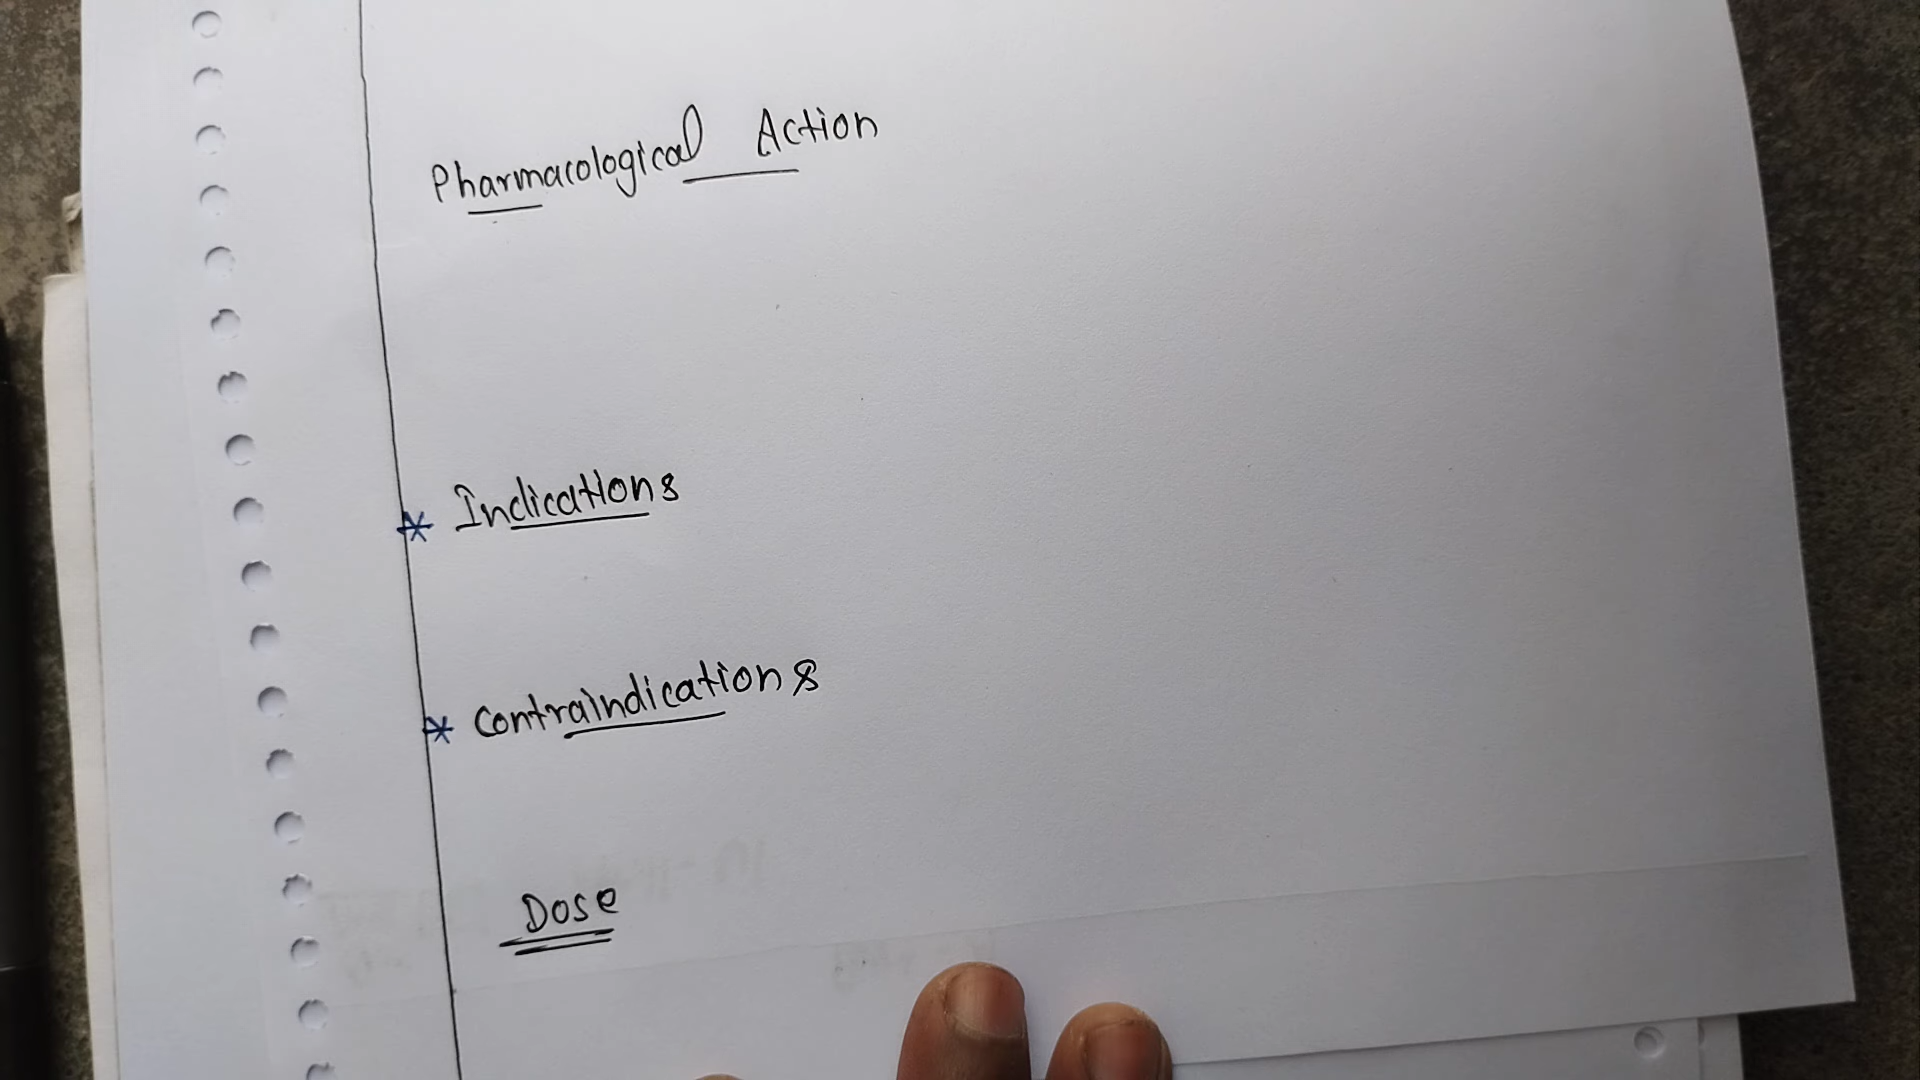 Pharmacological Action
* Indications
* Contraindications
Dose